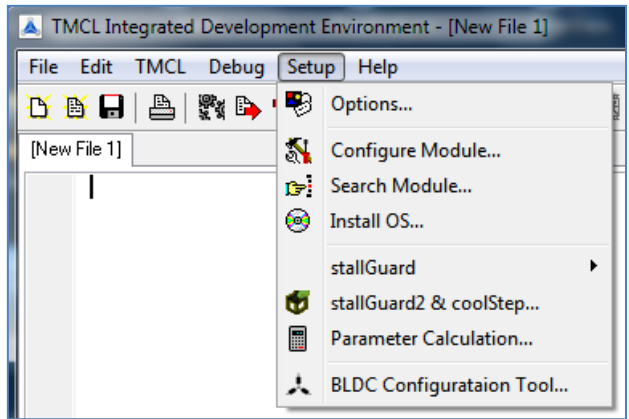 TMCL Integrated Development Environment - [New File 1]
File Edit TMCL Debug Setup Help
[New File 1]
Options...
Configure Module...
Search Module...
Install OS...
stallGuard
stallGuard2 & coolStep...
Parameter Calculation...
BLDC Configurataion Tool...